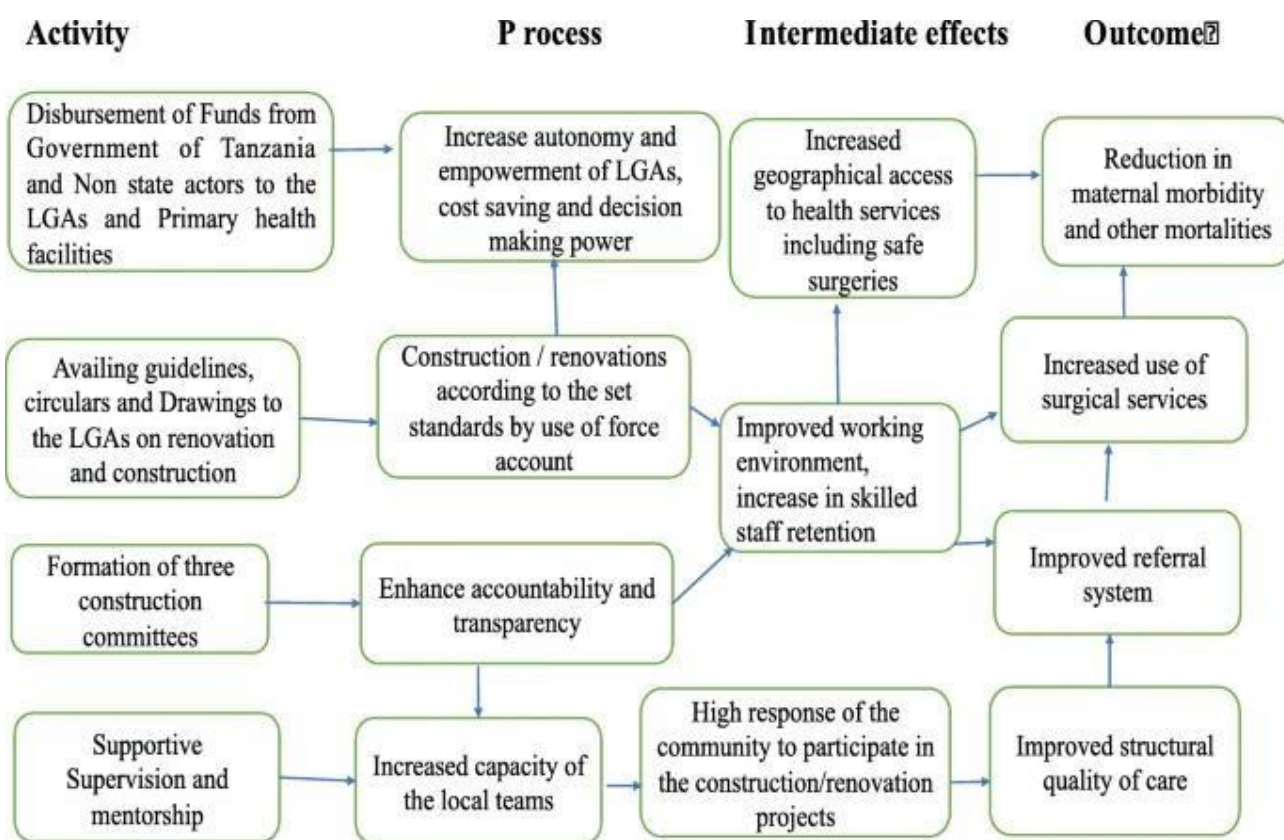 Activity
P rocess
Intermediate effects
Outcome
Disbursement of Funds from
Government of Tanzania
and Non state actors to the
LGAs and Primary health
facilities
Increase autonomy and
empowerment of LGAs,
cost saving and decision
making power
Increased
geographical access
to health services
including safe
surgeries
Reduction in
maternal morbidity
and other mortalities
Availing guidelines,
circulars and Drawings to
the LGAs on renovation
and construction
Construction / renovations
according to the set
standards by use of force
account
Improved working
environment,
increase in skilled
staff retention
Increased use of
surgical services
Formation of three
construction
committees
Enhance accountability and
transparency
Improved referral
system
Supportive
Supervision and
mentorship
Increased capacity of
the local teams
High response of the
community to participate in
the construction/renovation
projects
Improved structural
quality of care